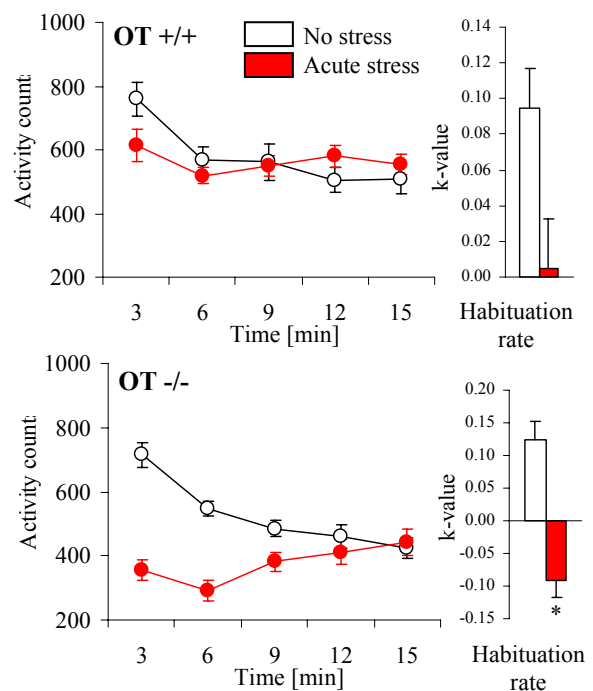 OT +/+
No stress
Acute stress
Activity count
1000
800
600
400
200
3 6 9 12 15
Time [min]
k-value
0.14
0.12
0.10
0.08
0.06
0.04
0.02
0.00
Habituation
rate
OT -/-
Activity count
1000
800
600
400
200
3 6 9 12 15
Time [min]
k-value
0.20
0.15
0.10
0.05
0.00
-0.05
-0.10
-0.15
*
Habituation
rate